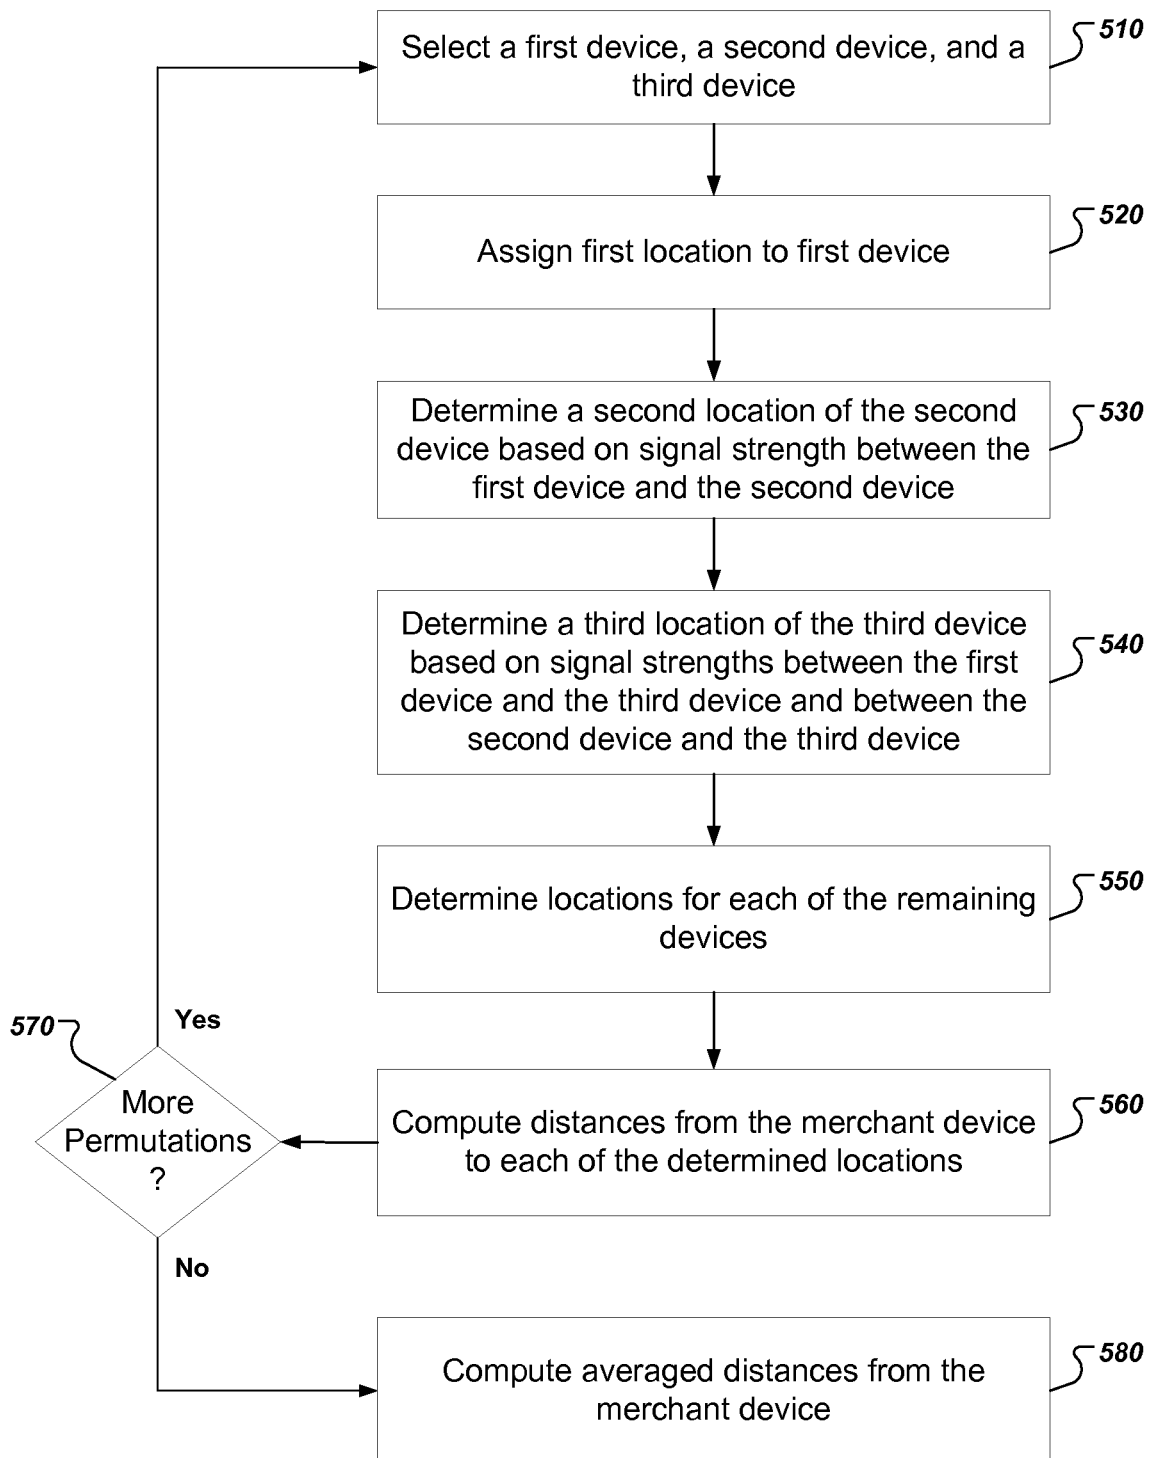 Select a first device, a second device, and a
third device
510
Assign first location to first device
520
Determine a second location of the second
device based on signal strength between the
first device and the second device
530
Determine a third location of the third device
based on signal strengths between the first
device and the third device and between the
second device and the third device
540
Determine locations for each of the remaining
devices
550
Compute distances from the merchant device
to each of the determined locations
560
570
Yes
More
Permutations
?
No
Compute averaged distances from the
merchant device
580